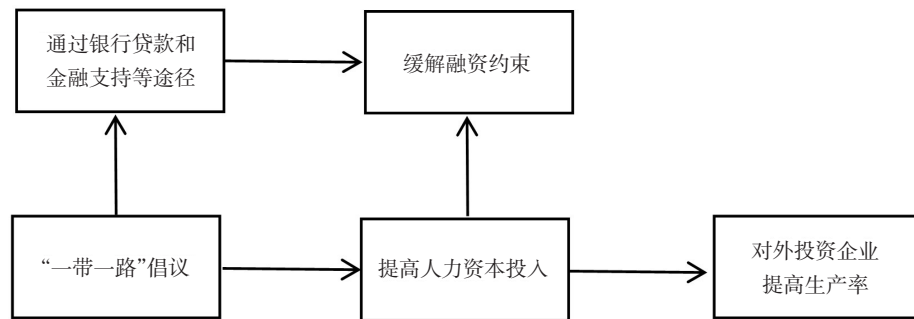 通过银行贷款和
金融支持等途径
缓解融资约束
“一带一路”倡议
提高人力资本投入
对外投资企业
提高生产率